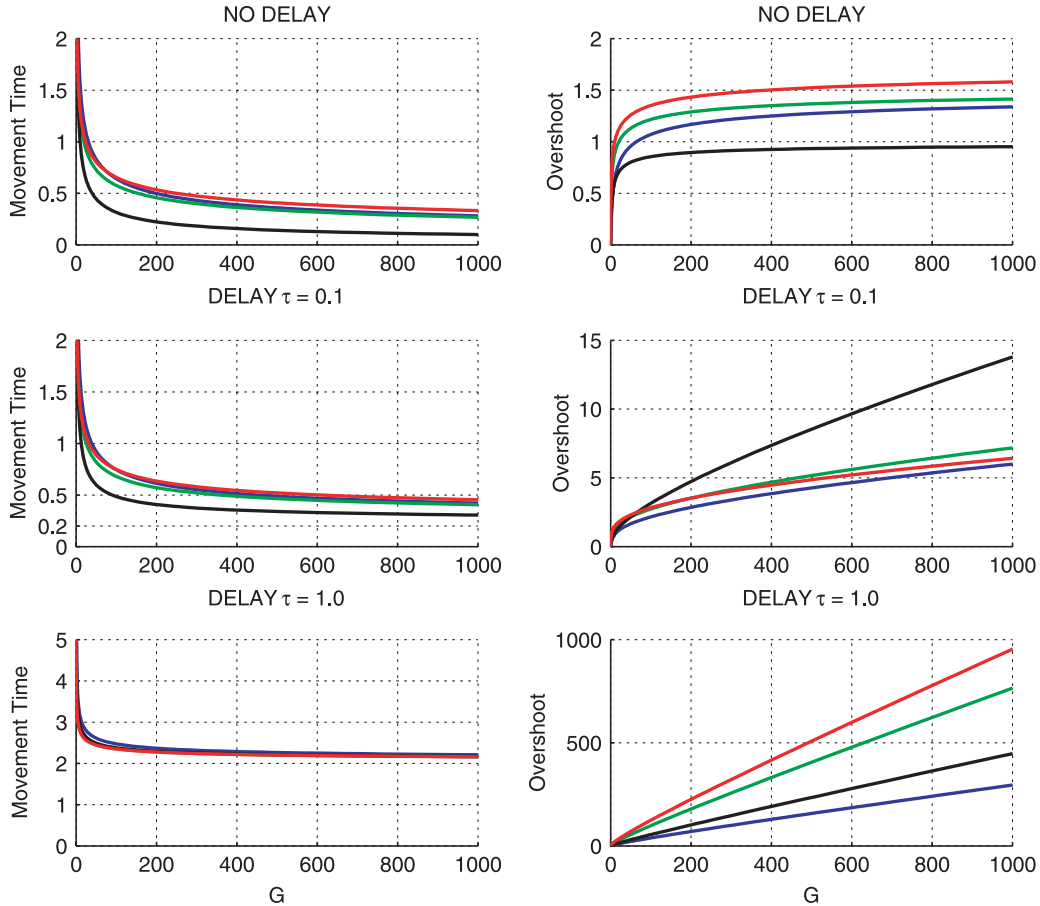 NO DELAY
NO DELAY
2
1.5
1
0.5
0
Movement Time
0 200 400 600 800 1000
2
1.5
1
0.5
0
Overshoot
0 200 400 600 800 1000
DELAY τ = 0.1
DELAY τ = 0.1
2
1.5
1
0.5
0.2
0
Movement Time
0 200 400 600 800 1000
15
10
5
0
Overshoot
0 200 400 600 800 1000
DELAY τ = 1.0
DELAY τ = 1.0
5
4
3
2
1
0
Movement Time
0 200 400 600 800 1000
G
1000
500
0
Overshoot
0 200 400 600 800 1000
G